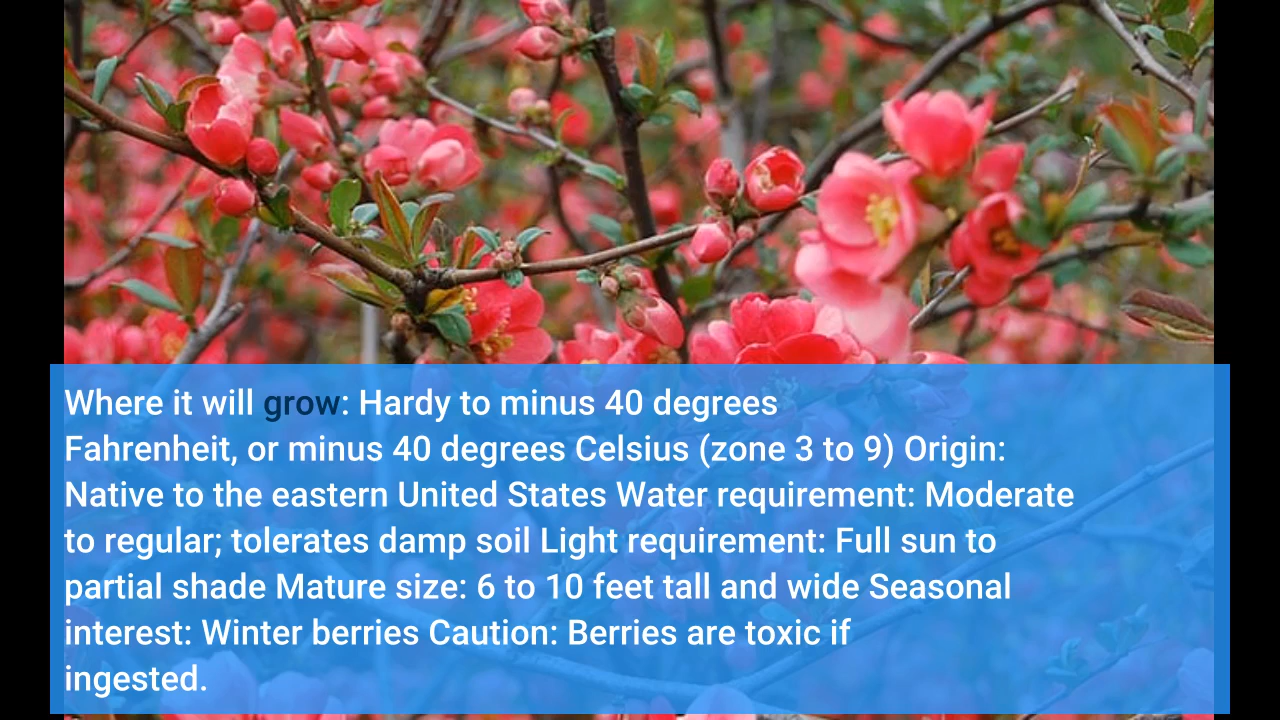 Where it will grow: Hardy to minus 40 degrees
Fahrenheit, or minus 40 degrees Celsius (zone 3 to 9) Origin:
Native to the eastern United States Water requirement: Moderate
to regular; tolerates damp soil Light requirement: Full sun to
partial shade Mature size: 6 to 10 feet tall and wide Seasonal
interest: Winter berries Caution: Berries are toxic if
ingested.